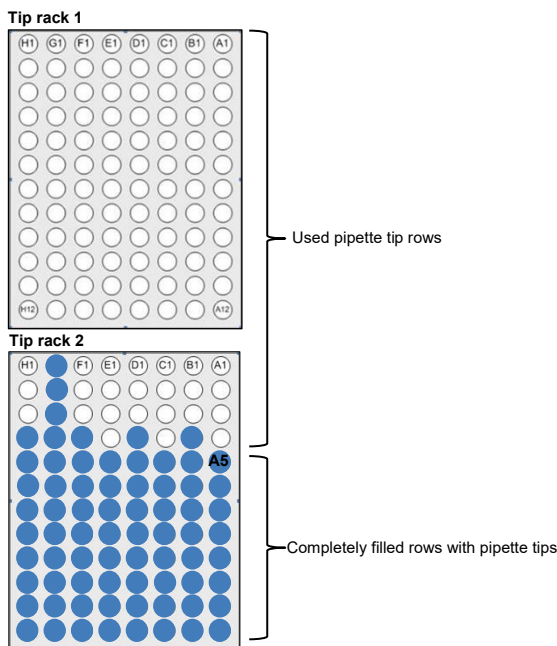 Tip rack 1
H1 G1 F1 E1 D1 C1 B1 A1
Used pipette tip rows
H12 A12
Tip rack 2
H1 F1 E1 D1 C1 B1 A1
A5
Completely filled rows with pipette tips